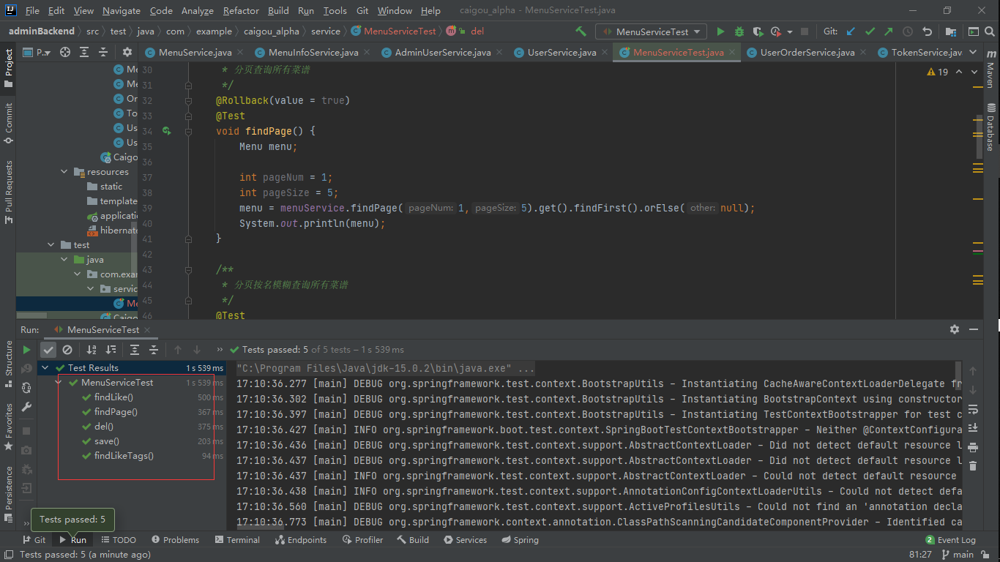 File Edit View Navigate Code Analyze Refactor Build Run Tools Git Window Help caigou_alpha - MenuServiceTest.java
adminBackend src test java com example caigou_alpha service MenuServiceTest del MenuServiceTest Git:
P.. MenuService.java MenuInfoService.java AdminUserService.java UserService.java MenuServiceTest.java UserOrderService.java TokenService.jav
Project
Commit
Pull Requests
Structure
Favorites
Persistence
Maven
Database
Me
Me
Or
To
Us
Us
Caigo
resources
static
template
applicati
hibernate
test
java
com.exar
servic
Me
Caigo
19
30 * 分页查询所有菜谱
31 */
32 @Rollback(value = true)
33 @Test
34 void findPage() {
35 Menu menu;
36
37 int pageNum = 1;
38 int pageSize = 5;
39 menu = menuService.findPage( pageNum: 1, pageSize: 5).get().findFirst().orElse( other: null);
40 System.out.println(menu);
41 }
42
43 /**
44 * 分页按名模糊查询所有菜谱
45 */
46 @Test
Run: MenuServiceTest
Tests passed: 5 of 5 tests – 1 s 539 ms
Test Results 1 s 539 ms
MenuServiceTest 1 s 539 ms
findLike() 500 ms
findPage() 367 ms
del() 375 ms
save() 203 ms
findLikeTags() 94 ms
"C:\Program Files\Java\jdk-15.0.2\bin\java.exe" ...
17:10:36.277 [main] DEBUG org.springframework.test.context.BootstrapUtils - Instantiating CacheAwareContextLoaderDelegate fr
17:10:36.302 [main] DEBUG org.springframework.test.context.BootstrapUtils - Instantiating BootstrapContext using constructor
17:10:36.397 [main] DEBUG org.springframework.test.context.BootstrapUtils - Instantiating TestContextBootstrapper for test c
17:10:36.427 [main] INFO org.springframework.boot.test.context.SpringBootTestContextBootstrapper - Neither @ContextConfigura
17:10:36.436 [main] DEBUG org.springframework.test.context.support.AbstractContextLoader - Did not detect default resource l
17:10:36.437 [main] DEBUG org.springframework.test.context.support.AbstractContextLoader - Did not detect default resource l
17:10:36.437 [main] INFO org.springframework.test.context.support.AbstractContextLoader - Could not detect default resource
17:10:36.438 [main] INFO org.springframework.test.context.support.AnnotationConfigContextLoaderUtils - Could not detect defa
17:10:36.560 [main] DEBUG org.springframework.test.context.support.ActiveProfilesUtils - Could not find an 'annotation decla
17:10:36.773 [main] DEBUG org.springframework.context.annotation.ClassPathScanningCandidateComponentProvider - Identified ca
Tests passed: 5
Git Run TODO Problems Terminal Endpoints Profiler Build Services Spring 2 Event Log
Tests passed: 5 (a minute ago) 81:27 main